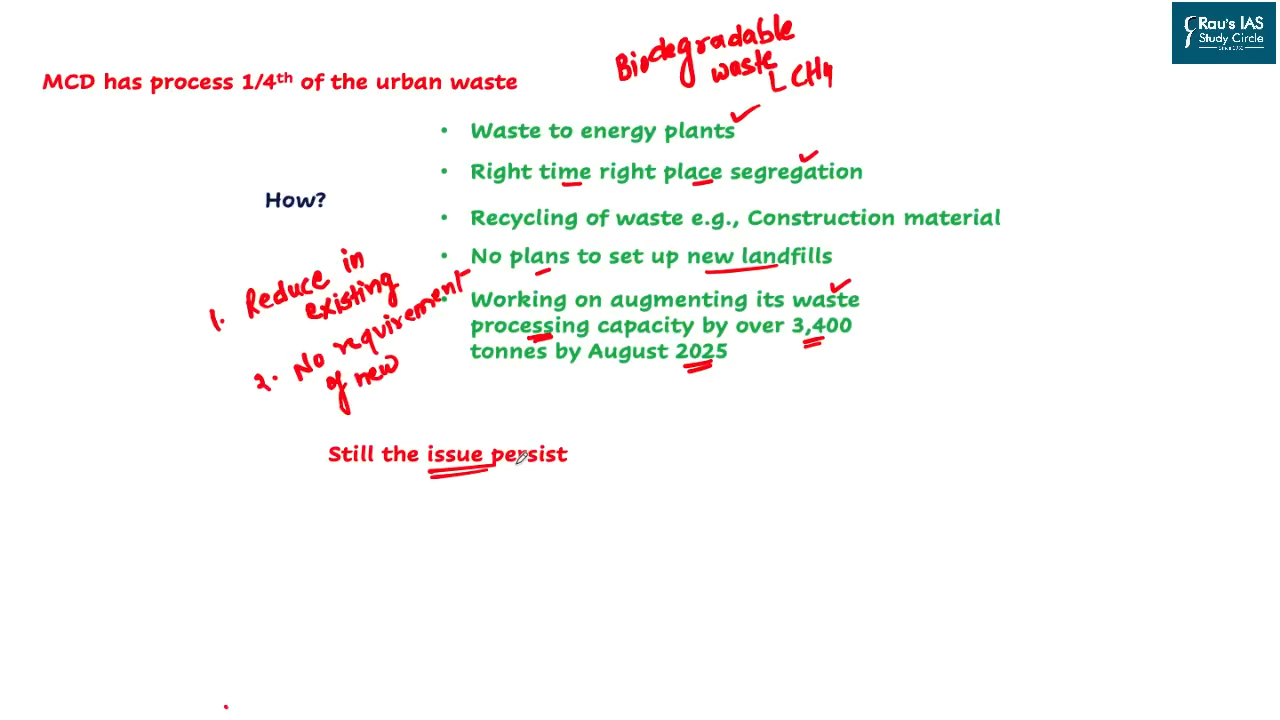 Rau's IAS
Study Circle
Since 1953
Biodegradable
waste
CH4
MCD has process 1/4th of the urban waste
• Waste to energy plants
• Right time right place segregation
How?
• Recycling of waste e.g., Construction material
• No plans to set up new landfills
1. Reduce in
existing
2. No requirement
of new
• Working on augmenting its waste
processing capacity by over 3,400
tonnes by August 2025
Still the issue persist